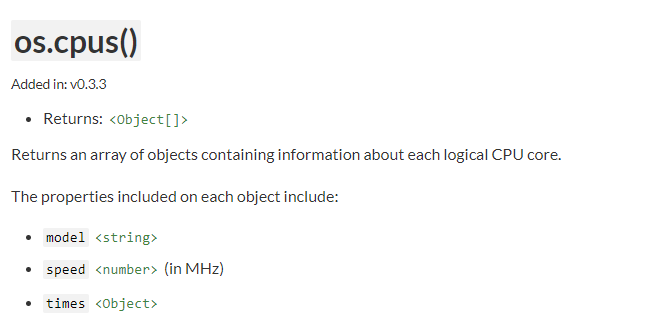 os.cpus()
Added in: v0.3.3
• Returns: <Object[]>
Returns an array of objects containing information about each logical CPU core.
The properties included on each object include:
• model <string>
• speed <number> (in MHz)
• times <Object>